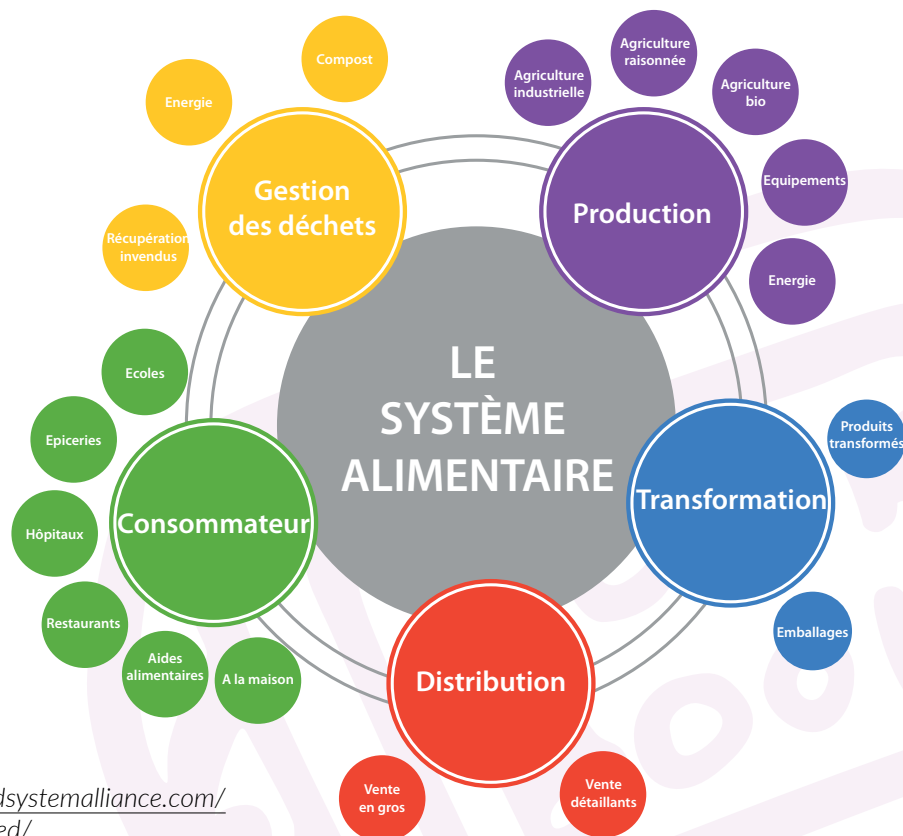 Compost
Energie
Gestion
des déchets
Récupération
invendus
Agriculture
industrielle
Agriculture
raisonnée
Agriculture
bio
Equipements
Energie
Production
LE
SYSTÈME
ALIMENTAIRE
Produits
transformés
Transformation
Emballages
Distribution
Vente
en gros
Vente
détaillants
Consommateur
Ecoles
Epiceries
Hôpitaux
Restaurants
Aides
alimentaires
A la maison
dsystemalliance.com/
ed/